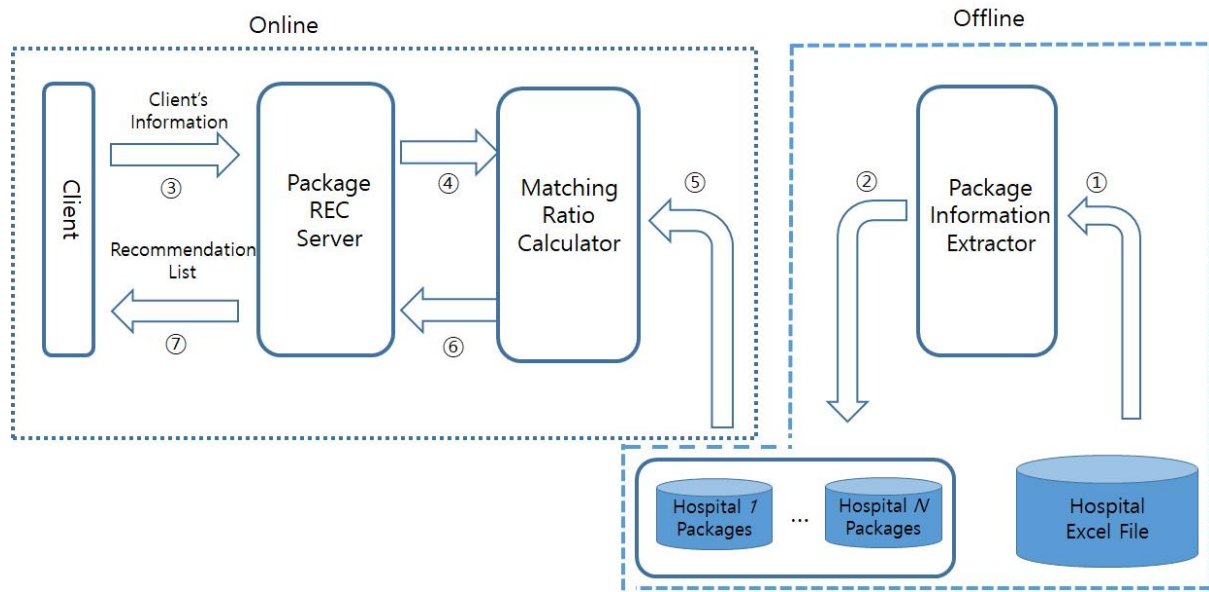 Online
Offline
Client
Client's
Information
③
Recommendation
List
⑦
Package
REC
Server
④
⑥
Matching
Ratio
Calculator
⑤
②
Package
Information
Extractor
①
Hospital 1
Packages
...
Hospital N
Packages
Hospital
Excel File